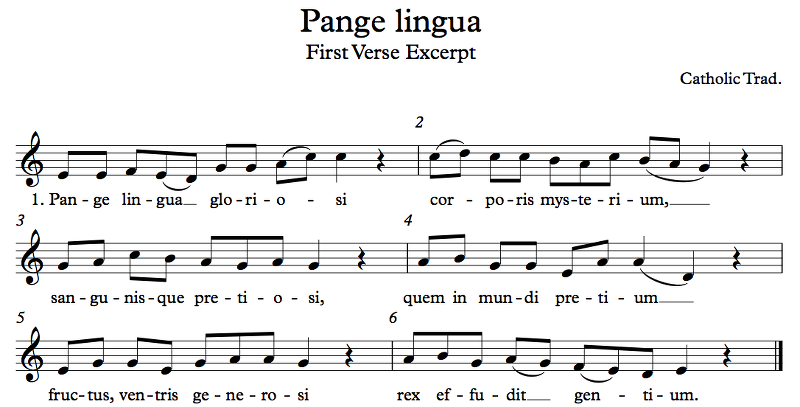 Pange lingua
First Verse Excerpt
Catholic Trad.
2
1. Pan - ge lin - gua glo - ri - o - si cor - po - ris mys - te - ri - um,
3 4
san - gu - nis - que pre - ti - o - si, quem in mun - di pre - ti - um
5 6
fruc - tus, ven - tris ge - ne - ro - si rex ef - fu - dit gen - ti - um.